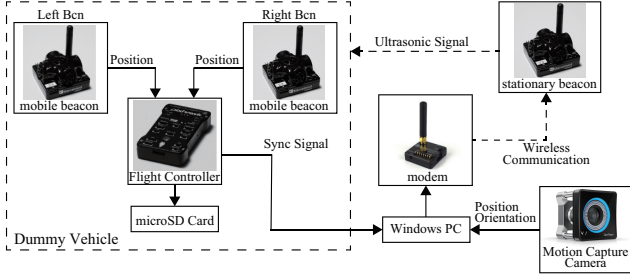 Left Bcn
Right Bcn
Position
Position
mobile beacon
mobile beacon
Ultrasonic Signal
stationary beacon
Flight Controller
Sync Signal
modem
Wireless
Communication
microSD Card
Windows PC
Position
Orientation
Motion Capture
Camera
Dummy Vehicle